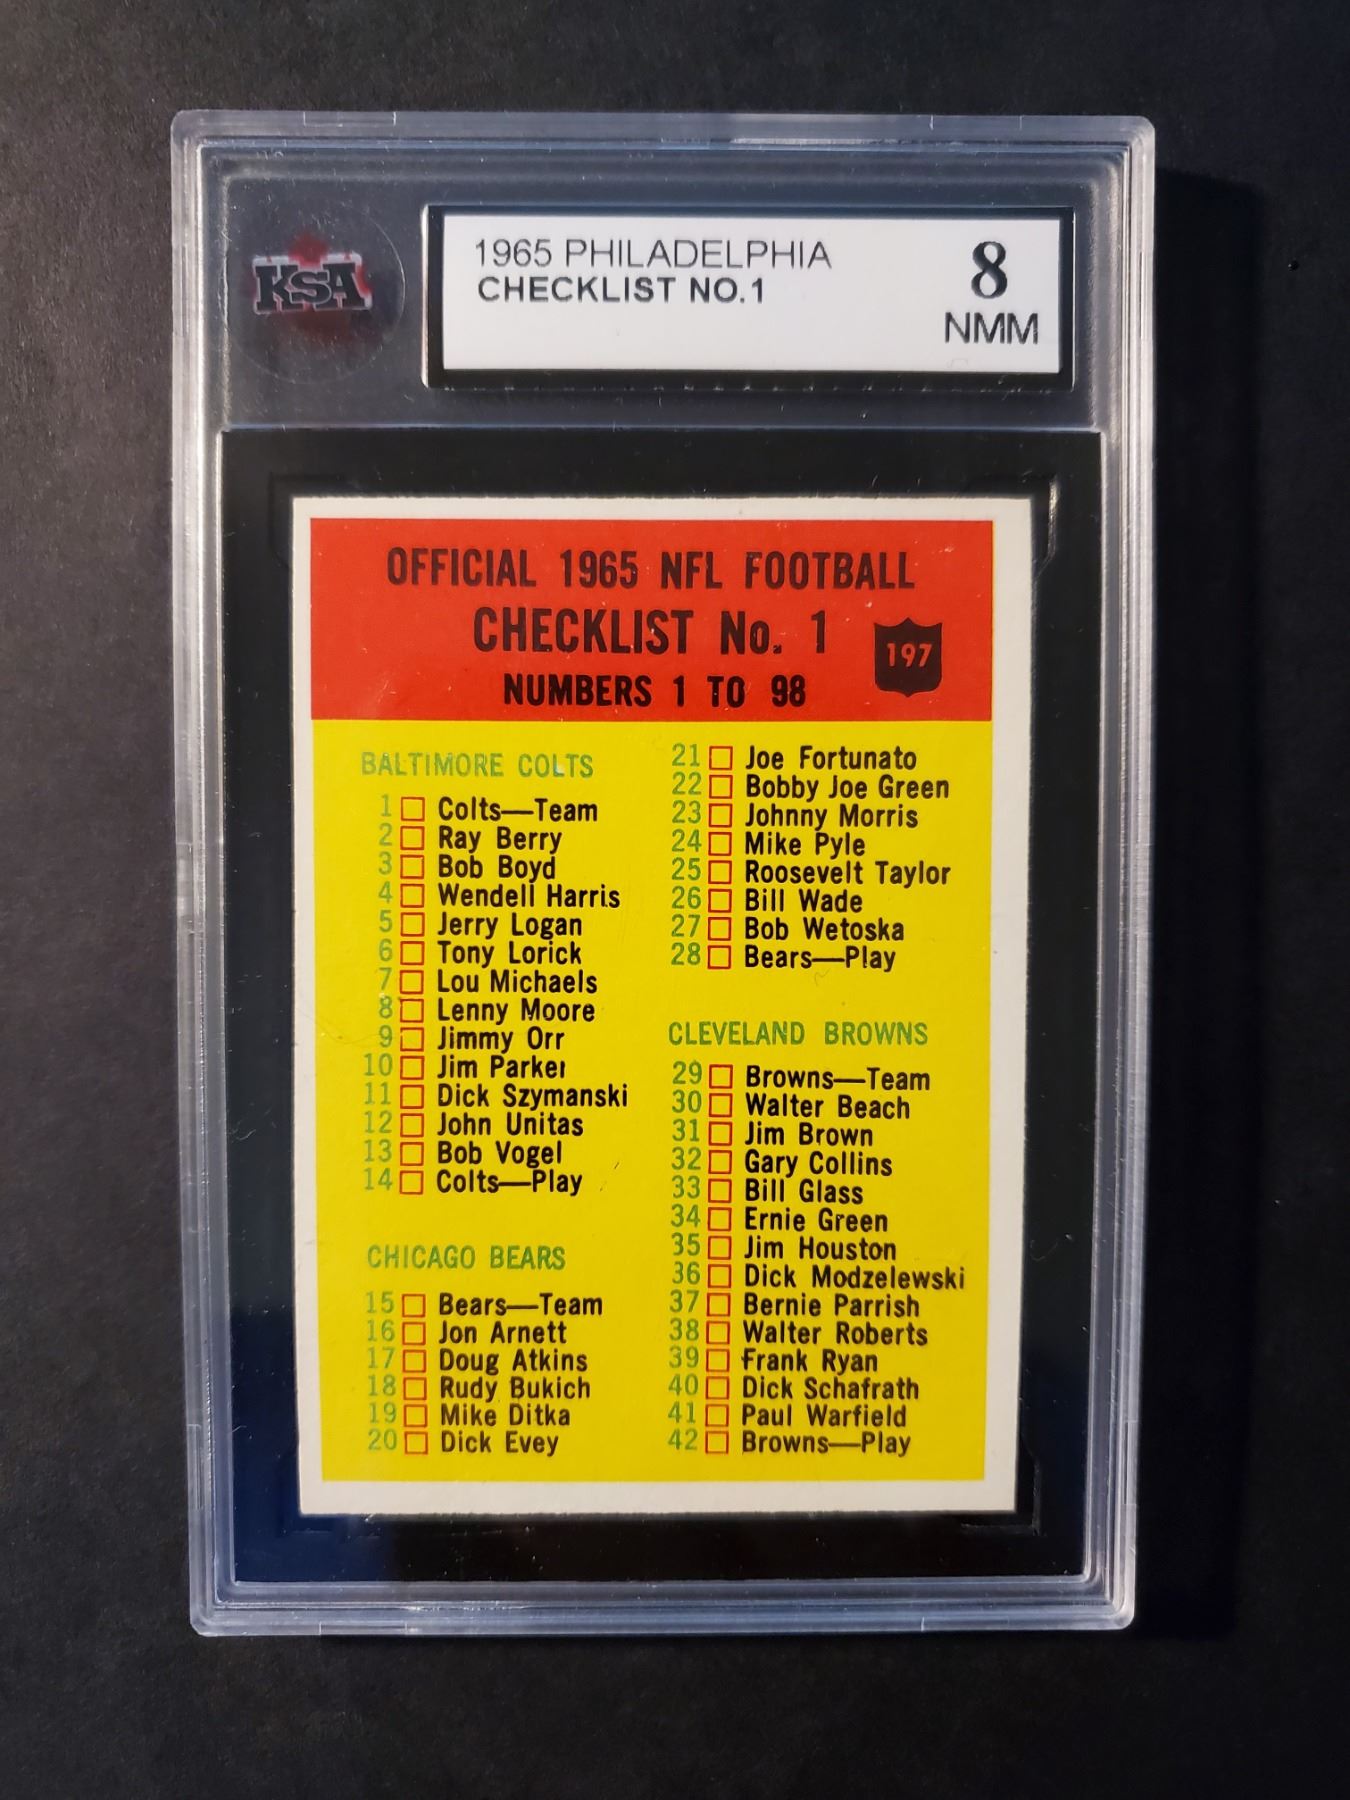 KSA
1965 PHILADELPHIA
CHECKLIST NO.1
8
NMM
OFFICIAL 1965 NFL FOOTBALL
CHECKLIST No. 1
197
NUMBERS 1 TO 98
BALTIMORE COLTS
1 Colts—Team
2 Ray Berry
3 Bob Boyd
4 Wendell Harris
5 Jerry Logan
6 Tony Lorick
7 Lou Michaels
8 Lenny Moore
9 Jimmy Orr
10 Jim Parker
11 Dick Szymanski
12 John Unitas
13 Bob Vogel
14 Colts—Play
CHICAGO BEARS
15 Bears—Team
16 Jon Arnett
17 Doug Atkins
18 Rudy Bukich
19 Mike Ditka
20 Dick Evey
21 Joe Fortunato
22 Bobby Joe Green
23 Johnny Morris
24 Mike Pyle
25 Roosevelt Taylor
26 Bill Wade
27 Bob Wetoska
28 Bears—Play
CLEVELAND BROWNS
29 Browns—Team
30 Walter Beach
31 Jim Brown
32 Gary Collins
33 Bill Glass
34 Ernie Green
35 Jim Houston
36 Dick Modzelewski
37 Bernie Parrish
38 Walter Roberts
39 Frank Ryan
40 Dick Schafrath
41 Paul Warfield
42 Browns—Play